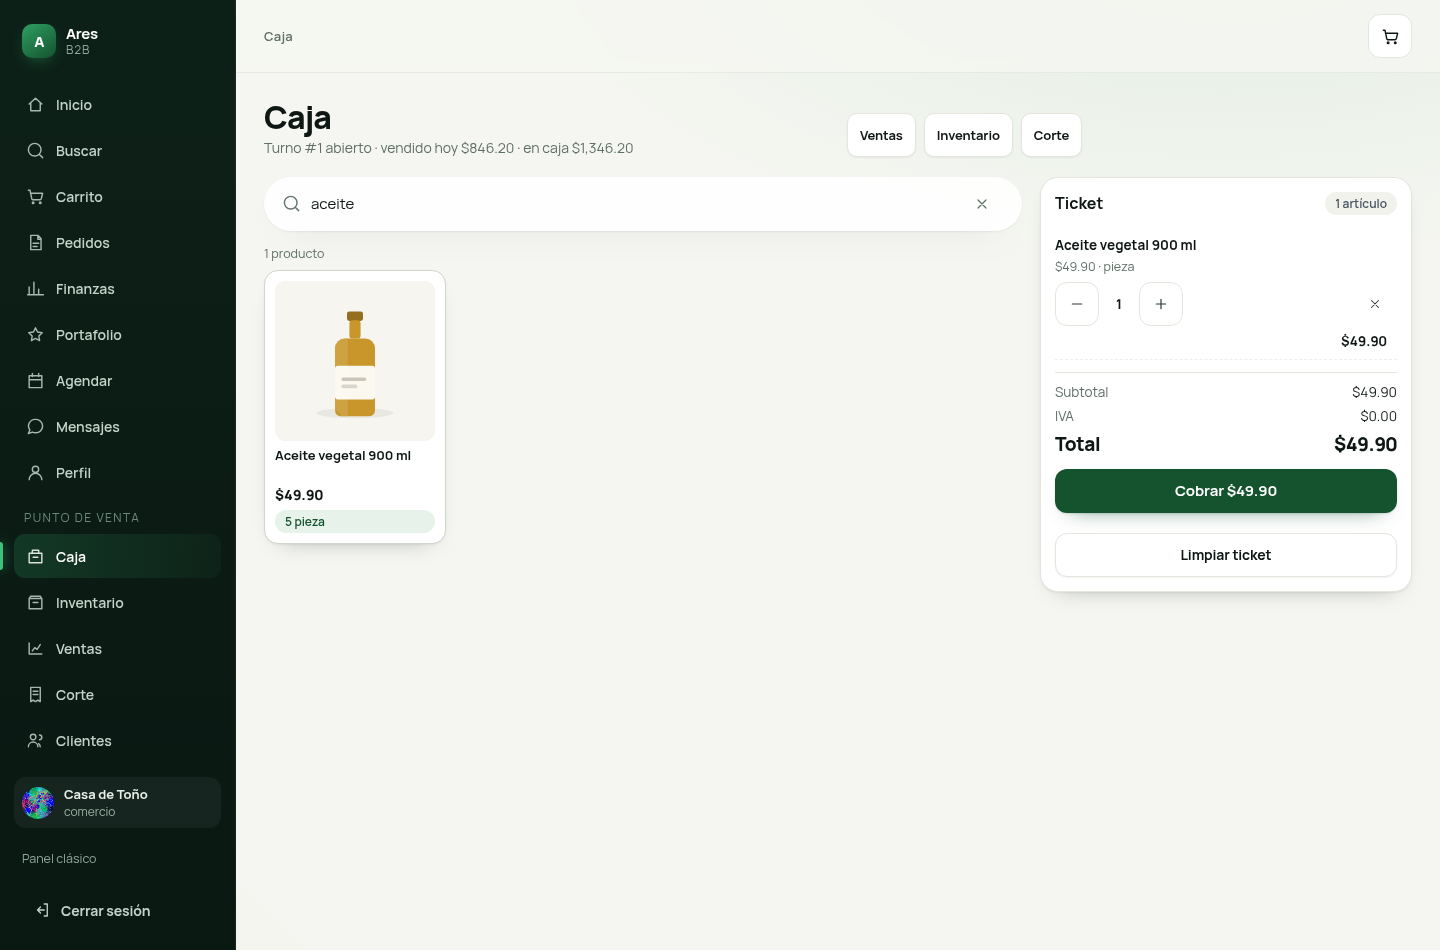 A
Ares
B2B
Inicio
Buscar
Carrito
Pedidos
Finanzas
Portafolio
Agendar
Mensajes
Perfil
PUNTO DE VENTA
Caja
Inventario
Ventas
Corte
Clientes
Casa de Toño
comercio
Panel clásico
Cerrar sesión
Caja
Caja
Turno #1 abierto · vendido hoy $846.20 · en caja $1,346.20
Ventas
Inventario
Corte
aceite
1 producto
Aceite vegetal 900 ml
$49.90
5 pieza
Ticket
1 artículo
Aceite vegetal 900 ml
$49.90 · pieza
1
$49.90
Subtotal $49.90
IVA $0.00
Total $49.90
Cobrar $49.90
Limpiar ticket